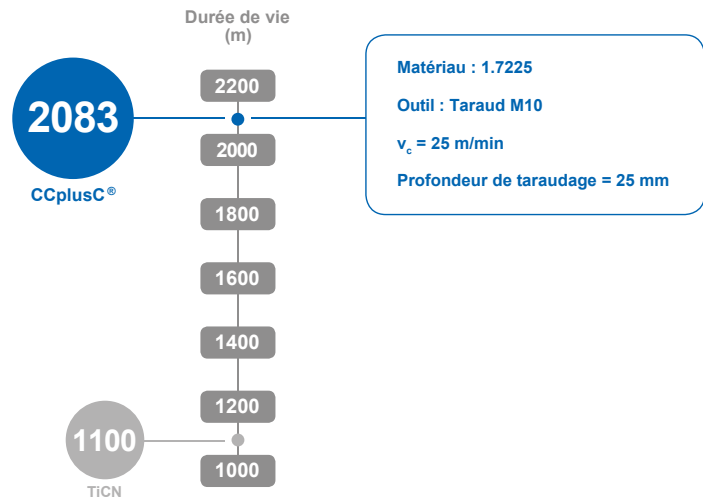 Durée de vie
(m)
2200
2083
CCplusC®
2000
1800
1600
1400
1200
1100
TiCN
1000
Matériau : 1.7225
Outil : Taraud M10
vc = 25 m/min
Profondeur de taraudage = 25 mm